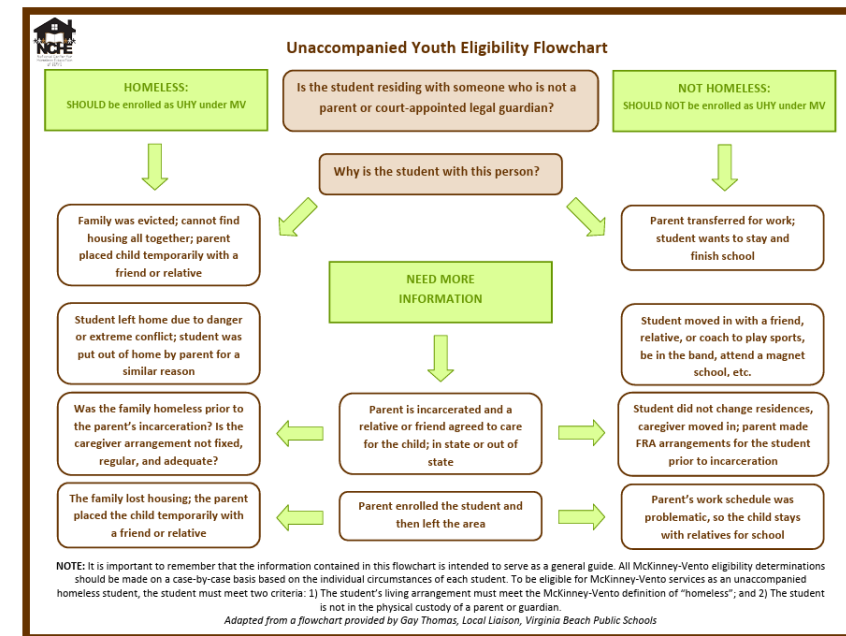 NCHE
Unaccompanied Youth Eligibility Flowchart
HOMELESS:
SHOULD be enrolled as UHY under MV
Is the student residing with someone who is not a
parent or court-appointed legal guardian?
NOT HOMELESS:
SHOULD NOT be enrolled as UHY under MV
Why is the student with this person?
Family was evicted; cannot find
housing all together; parent
placed child temporarily with a
friend or relative
Parent transferred for work;
student wants to stay and
finish school
NEED MORE
INFORMATION
Student left home due to danger
or extreme conflict; student was
put out of home by parent for a
similar reason
Student moved in with a friend,
relative, or coach to play sports,
be in the band, attend a magnet
school, etc.
Was the family homeless prior to
the parent's incarceration? Is the
caregiver arrangement not fixed,
regular, and adequate?
Parent is incarcerated and a
relative or friend agreed to care
for the child; in state or out of
state
Student did not change residences,
caregiver moved in; parent made
FRA arrangements for the student
prior to incarceration
The family lost housing; the parent
placed the child temporarily with
a friend or relative
Parent enrolled the student and
then left the area
Parent's work schedule was
problematic, so the child stays
with relatives for school
NOTE: It is important to remember that the information contained in this flowchart is intended to serve as a general guide. All McKinney-Vento eligibility determinations
should be made on a case-by-case basis based on the individual circumstances of each student. To be eligible for McKinney-Vento services as an unaccompanied
homeless student, the student must meet two criteria: 1) The student's living arrangement must meet the McKinney-Vento definition of "homeless"; and 2) The student
is not in the physical custody of a parent or guardian.
Adapted from a flowchart provided by Gay Thomas, Local Liaison, Virginia Beach Public Schools